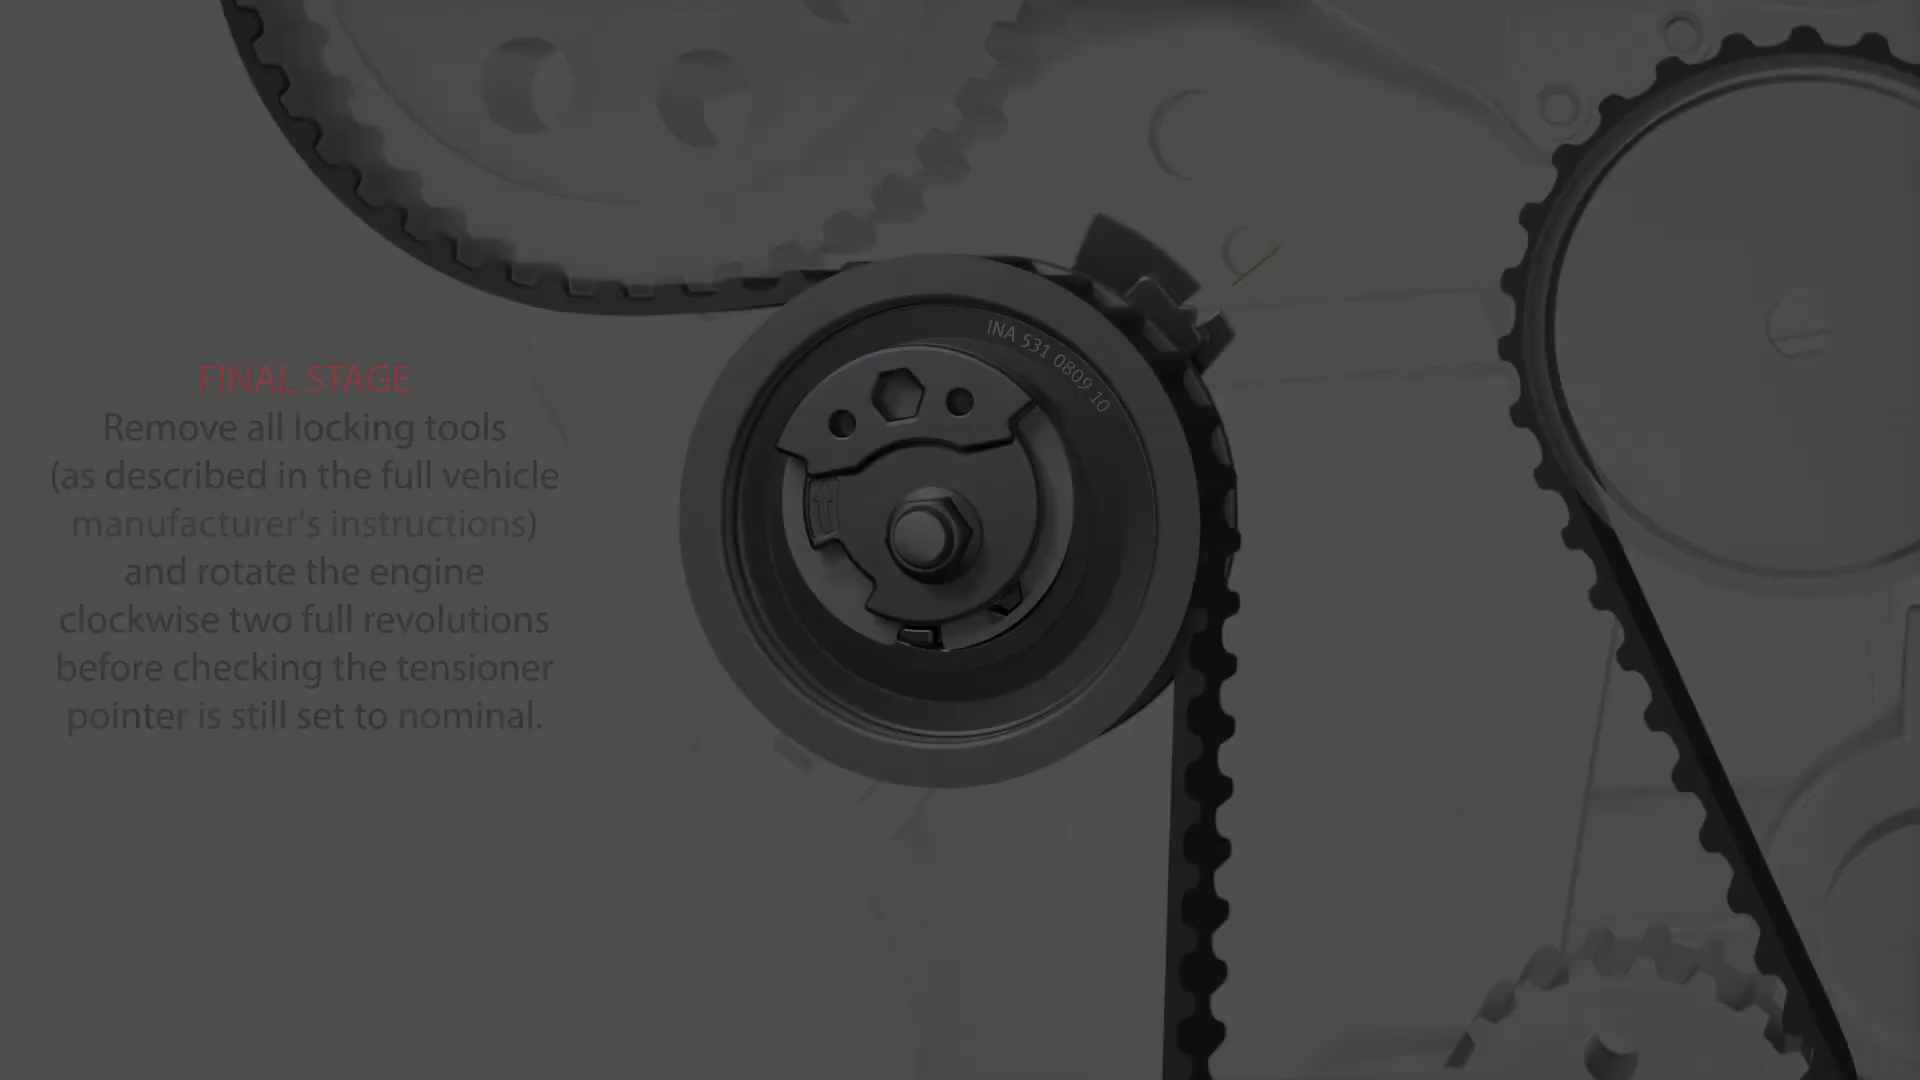 FINAL STAGE
Remove all locking tools
(as described in the full vehicle
manufacturer's instructions)
and rotate the engine
clockwise two full revolutions
before checking the tensioner
pointer is still set to nominal.
INA 531 0809 10